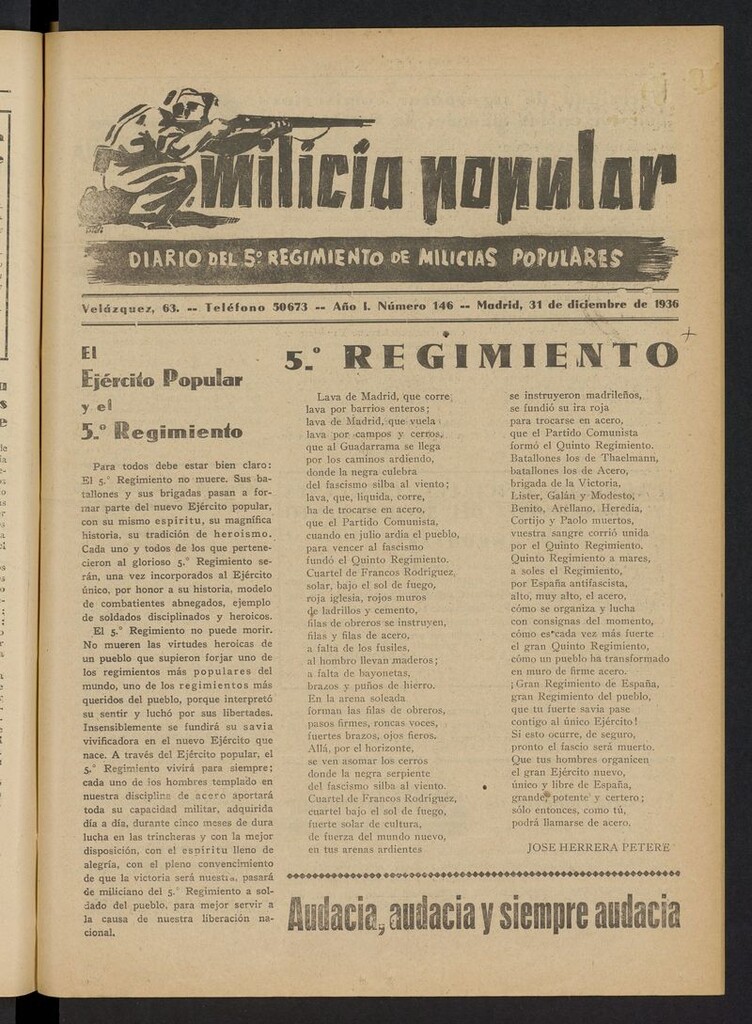 milicia popular
DIARIO DEL 5º REGIMIENTO DE MILICIAS POPULARES
Velázquez, 63. -- Teléfono 50673 -- Año I. Número 146 -- Madrid, 31 de diciembre de 1936
El
Ejército Popular
y el
5.º Regimiento
Para todos debe estar bien claro:
El 5.º Regimiento no muere. Sus ba-
tallones y sus brigadas pasan a for-
mar parte del nuevo Ejército popular,
con su mismo espíritu, su magnífica
historia, su tradición de heroísmo.
Cada uno y todos de los que pertene-
cieron al glorioso 5.º Regimiento se-
rán, una vez incorporados al Ejército
único, por honor a su historia, modelo
de combatientes abnegados, ejemplo
de soldados disciplinados y heroicos.
El 5.º Regimiento no puede morir.
No mueren las virtudes heroicas de
un pueblo que supieron forjar uno de
los regimientos más populares del
mundo, uno de los regimientos más
queridos del pueblo, porque interpretó
su sentir y luchó por sus libertades.
Insensiblemente se fundirá su savia
vivificadora en el nuevo Ejército que
nace. A través del Ejército popular, el
5.º Regimiento vivirá para siempre;
cada uno de los hombres templado en
nuestra disciplina de acero aportará
toda su capacidad militar, adquirida
día a día, durante cinco meses de dura
lucha en las trincheras y con la mejor
disposición, con el espíritu lleno de
alegría, con el pleno convencimiento
de que la victoria será nuestra, pasará
de miliciano del 5.º Regimiento a sol-
dado del pueblo, para mejor servir a
la causa de nuestra liberación na-
cional.
5.º REGIMIENTO
Lava de Madrid, que corre
lava por barrios enteros;
lava de Madrid, que vuela
lava por campos y cerros,
que al Guadarrama se llega
por los caminos ardiendo,
donde la negra culebra
del fascismo silba al viento;
lava, que, líquida, corre,
ha de trocarse en acero,
que el Partido Comunista,
cuando en julio ardía el pueblo,
para vencer al fascismo
fundó el Quinto Regimiento.
Cuartel de Francos Rodríguez,
solar, bajo el sol de fuego,
roja iglesia, rojos muros
de ladrillos y cemento,
filas de obreros se instruyen,
filas y filas de acero,
a falta de los fusiles,
al hombro llevan maderos;
a falta de bayonetas,
brazos y puños de hierro.
En la arena soleada
forman las filas de obreros,
pasos firmes, roncas voces,
fuertes brazos, ojos fieros.
Allá, por el horizonte,
se ven asomar los cerros
donde la negra serpiente
del fascismo silba al viento.
Cuartel de Francos Rodríguez,
cuartel bajo el sol de fuego,
fuerte solar de cultura,
de fuerza del mundo nuevo,
en tus arenas ardientes
se instruyeron madrileños,
se fundió su ira roja
para trocarse en acero,
que el Partido Comunista
formó el Quinto Regimiento.
Batallones los de Thaelmann,
batallones los de Acero,
brigada de la Victoria,
Líster, Galán y Modesto,
Benito, Arellano, Heredia,
Cortijo y Paolo muertos,
vuestra sangre corrió unida
por el Quinto Regimiento.
Quinto Regimiento a mares,
a soles el Regimiento,
por España antifascista,
alto, muy alto, el acero,
cómo se organiza y lucha
con consignas del momento,
cómo es cada vez más fuerte
el gran Quinto Regimiento,
cómo un pueblo ha transformado
en muro de firme acero.
¡Gran Regimiento de España,
gran Regimiento del pueblo,
que tu fuerte savia pase
contigo al único Ejército!
Si esto ocurre, de seguro,
pronto el fascio será muerto.
Que tus hombres organicen
el gran Ejército nuevo,
único y libre de España,
grande, potente y certero;
sólo entonces, como tú,
podrá llamarse de acero.
JOSE HERRERA PETERE
Audacia, audacia y siempre audacia